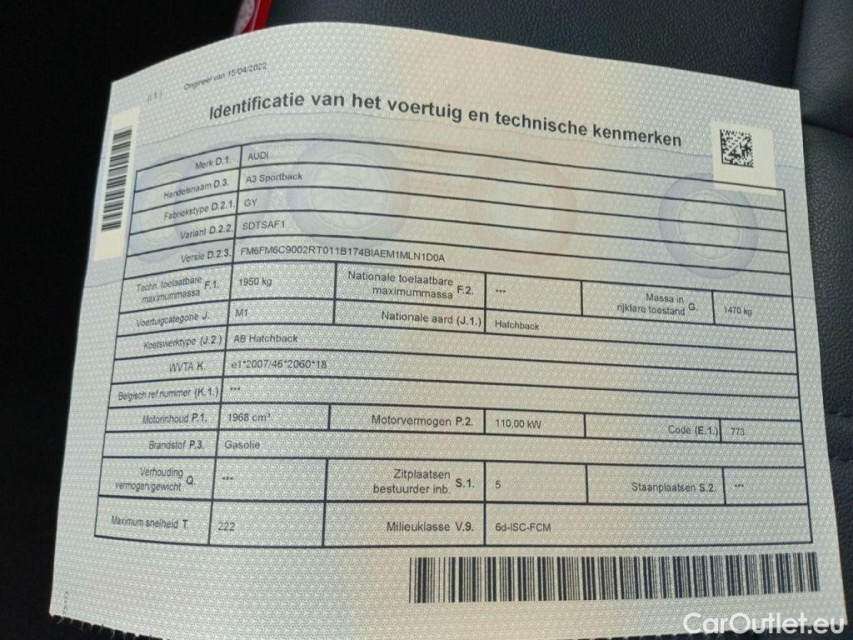 (( 1 )
Origineel van 15/04/2022
Identificatie van het voertuig en technische kenmerken
Merk D.1. AUDI
Handelsnaam D.3. A3 Sportback
Fabriekstype D.2.1. GY
Variant D.2.2. SDTSAF1
Versie D.2.3. FM6FM6C9002RT011B174BIAEM1MLN1D0A
Techn. toelaatbare maximummassa F.1. 1950 kg Nationale toelaatbare maximummassa F.2. --- Massa in rijklare toestand G. 1470 kg
Voertuigcategorie J. M1 Nationale aard (J.1.) Hatchback
Koetswerktype (J.2.) AB Hatchback
WVTA K. e1*2007/46*2060*18
Belgisch ref.nummer (K.1.) ---
Motorinhoud P.1. 1968 cm³ Motorvermogen P.2. 110,00 kW Code (E.1.) 773
Brandstof P.3. Gasolie
Verhouding vermogen/gewicht Q. --- Zitplaatsen bestuurder inb. S.1. 5 Staanplaatsen S.2. ---
Maximum snelheid T. 222 Milieuklasse V.9. 6d-ISC-FCM
CarOutlet.eu